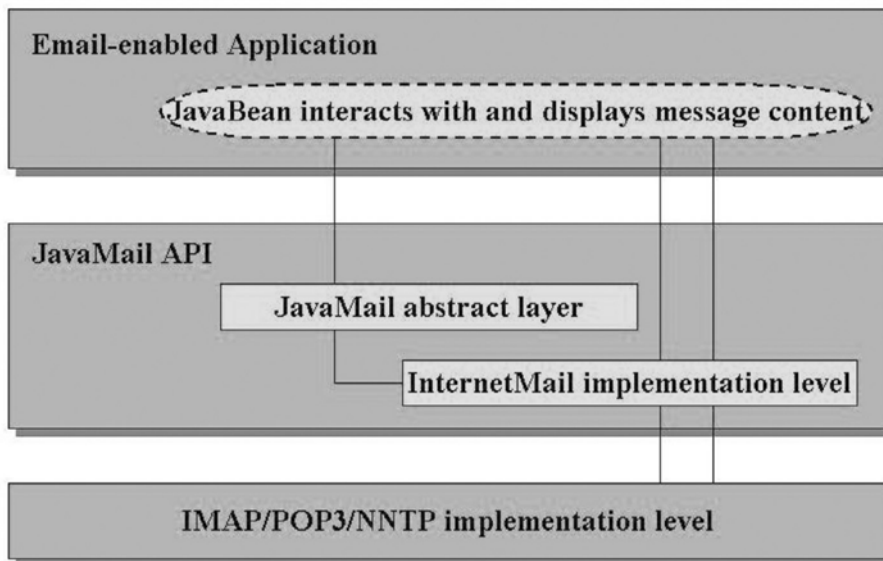 Email-enabled Application
JavaBean interacts with and displays message content
JavaMail API
JavaMail abstract layer
InternetMail implementation level
IMAP/POP3/NNTP implementation level